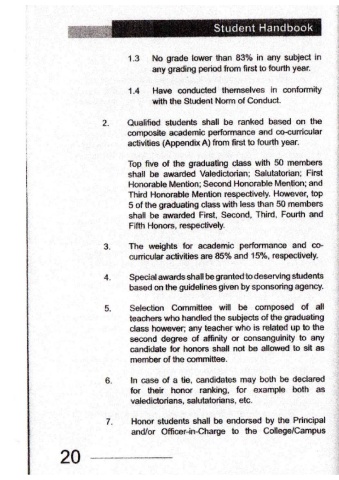 Student Handbook
1.3 No grade lower than 83% in any subject in
any grading period from first to fourth year.
1.4 Have conducted themselves in conformity
with the Student Norm of Conduct.
2. Qualified students shall be ranked based on the
composite academic performance and co-curricular
activities (Appendix A) from first to fourth year.
Top five of the graduating class with 50 members
shall be awarded Valedictorian; Salutatorian; First
Honorable Mention; Second Honorable Mention; and
Third Honorable Mention respectively. However, top
5 of the graduating class with less than 50 members
shall be awarded First, Second, Third, Fourth and
Fifth Honors, respectively.
3. The weights for academic performance and co-
curricular activities are 85% and 15%, respectively.
4. Special awards shall be granted to deserving students
based on the guidelines given by sponsoring agency.
5. Selection Committee will be composed of all
teachers who handled the subjects of the graduating
class however; any teacher who is related up to the
second degree of affinity or consanguinity to any
candidate for honors shall not be allowed to sit as
member of the committee.
6. In case of a tie, candidates may both be declared
for their honor ranking, for example both as
valedictorians, salutatorians, etc.
7. Honor students shall be endorsed by the Principal
and/or Officer-in-Charge to the College/Campus
20